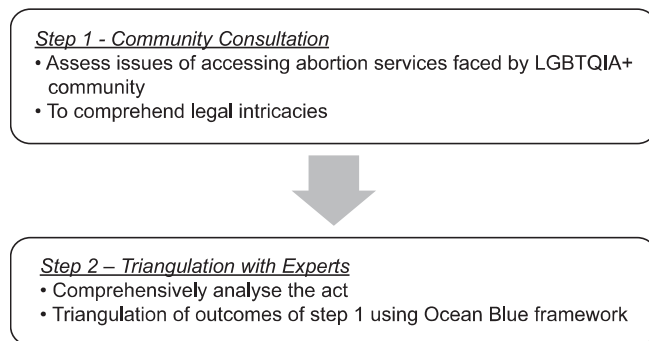 Step 1 - Community Consultation
• Assess issues of accessing abortion services faced by LGBTQIA+
community
• To comprehend legal intricacies
Step 2 – Triangulation with Experts
• Comprehensively analyse the act
• Triangulation of outcomes of step 1 using Ocean Blue framework